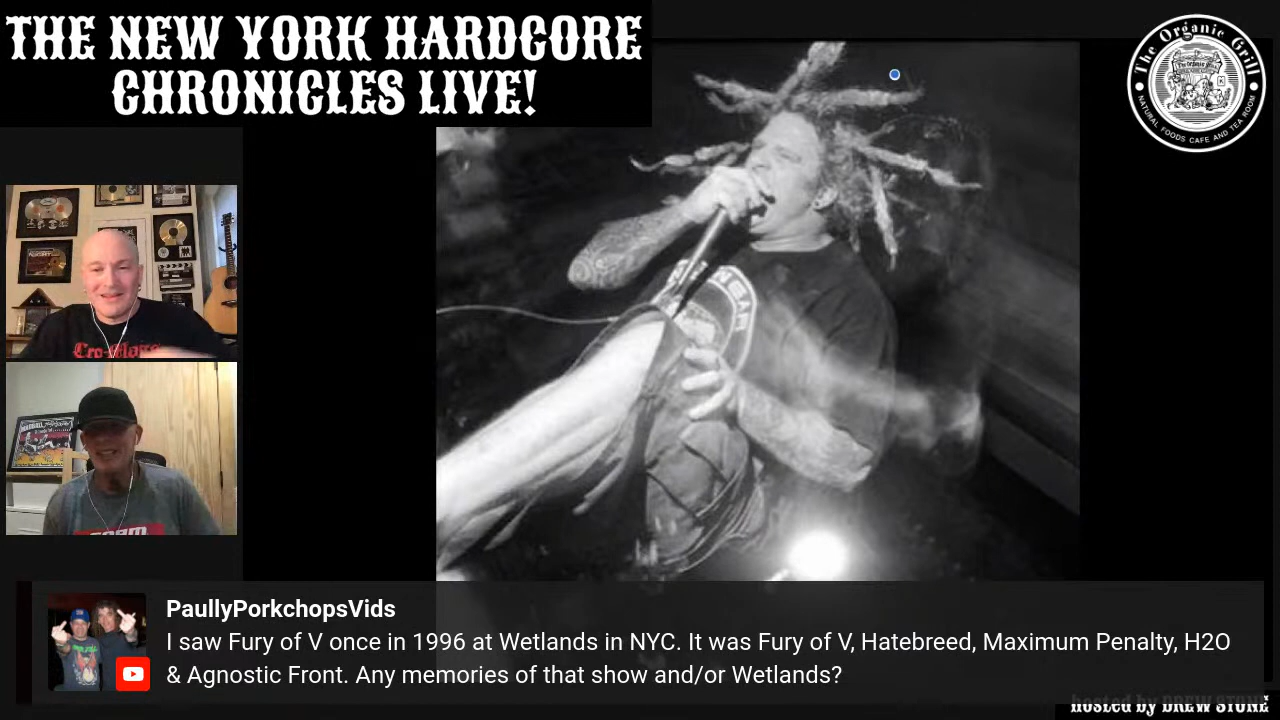 THE NEW YORK HARDCORE
CHRONICLES LIVE!
The Organic Grill
NATURAL FOODS CAFE AND TEA ROOM
Cro-Mags
PaullyPorkchopsVids
I saw Fury of V once in 1996 at Wetlands in NYC. It was Fury of V, Hatebreed, Maximum Penalty, H2O
& Agnostic Front. Any memories of that show and/or Wetlands?
hosted by DREW STONE